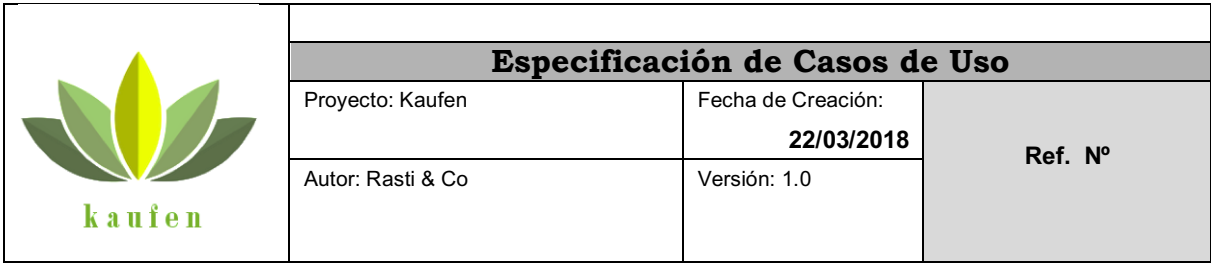 kaufen
Especificación de Casos de Uso
Proyecto: Kaufen
Fecha de Creación:
22/03/2018
Ref. Nº
Autor: Rasti & Co
Versión: 1.0